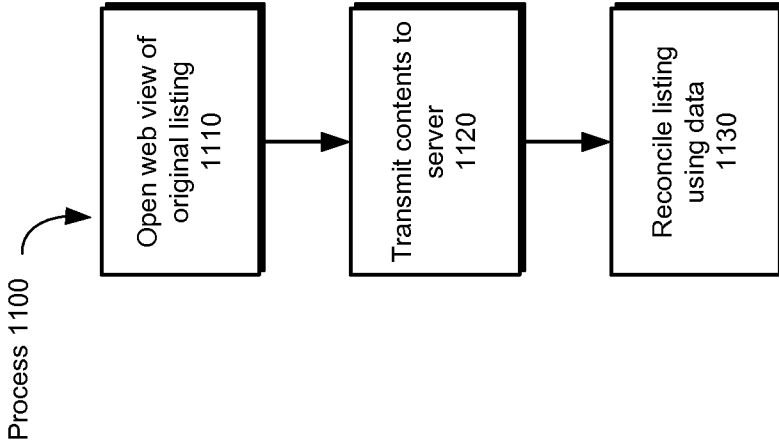 Process 1100
Open web view of
original listing
1110
Transmit contents to
server
1120
Reconcile listing
using data
1130